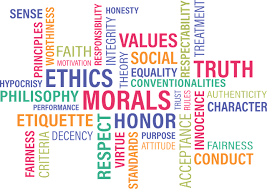 SENSE
PRINCIPLES
WORTHINESS
FAITH
MOTIVATION
RESPONSIBILITY
HONESTY
INTEGRITY
THEORY
VALUES
SOCIAL
EQUALITY
RESPECTABILITY
TREATMENT
TRUTH
HYPOCRISY
ETHICS
CONVENTIONALITIES
PHILISOPHY
PERFORMANCE
MORALS
TRUST
RULES
INNOCENCE
AUTHENTICITY
CHARACTER
ETIQUETTE
HONOR
FAIRNESS
CRITERIA
DECENCY
RESPECT
VIRTUE
STANDARDS
PURPOSE
ATTITUDE
ACCEPTANCE
FAIRNESS
CONDUCT